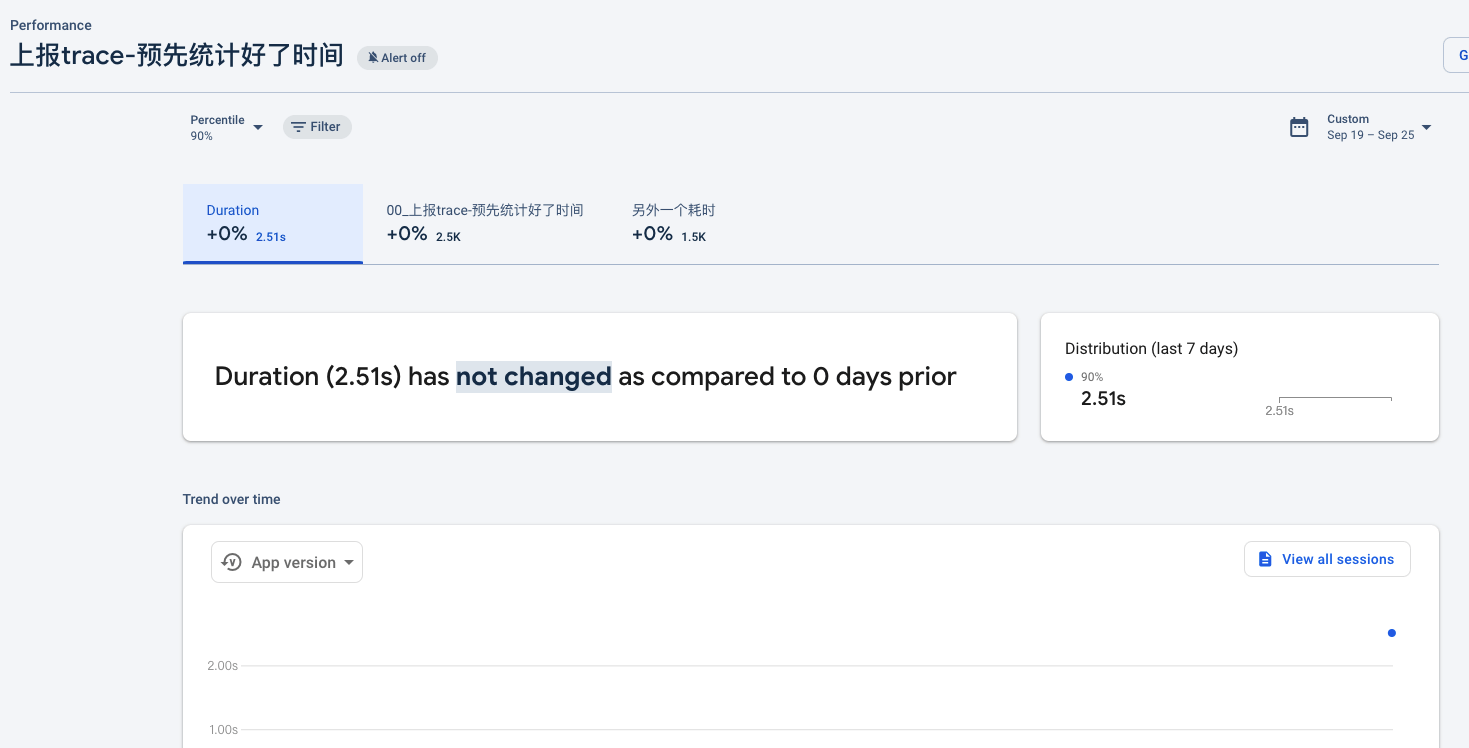 Performance
上报trace-预先统计好了时间
Alert off
G
Percentile
90%
Filter
Custom
Sep 19 – Sep 25
Duration
+0% 2.51s
00_上报trace-预先统计好了时间
+0% 2.5K
另外一个耗时
+0% 1.5K
Duration (2.51s) has not changed as compared to 0 days prior
Distribution (last 7 days)
90%
2.51s
2.51s
Trend over time
App version
View all sessions
2.00s
1.00s